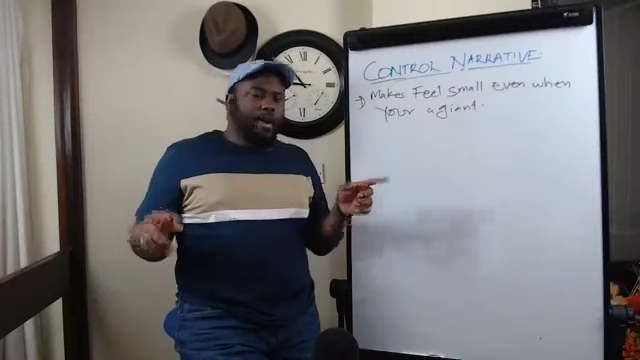 CONTROL NARRATIVE.
→ Makes Feel small even when
your a giant.